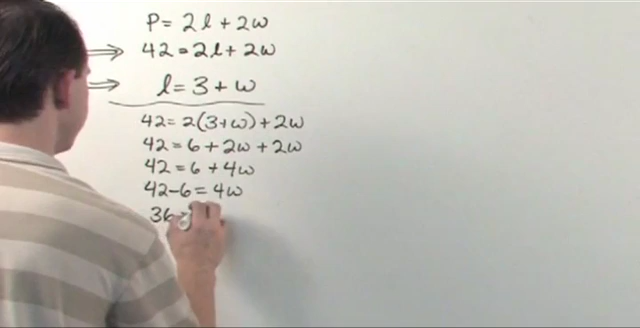 P = 2l + 2w
42 = 2l + 2w
l = 3 + w
42 = 2(3+w) + 2w
42 = 6 + 2w + 2w
42 = 6 + 4w
42-6 = 4w
36